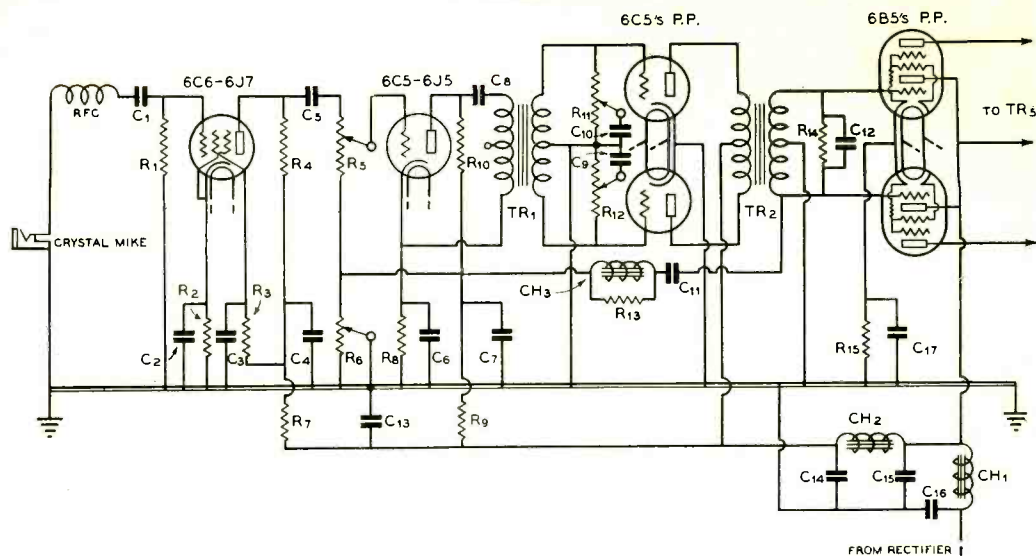 6C5's P.P.
6B5's P.P.
6C6-6J7
6C5-6J5
RFC
C1
C5
C8
R1
R4
R5
R10
R11
C10
C9
R12
R14
C12
TO TR3
TR1
TR2
CRYSTAL MIKE
CH3
C11
R13
R2
R3
C2
C3
C4
R6
R8
C6
C7
R15
C17
R7
C13
R9
CH2
C14
C15
C16
CH1
FROM RECTIFIER